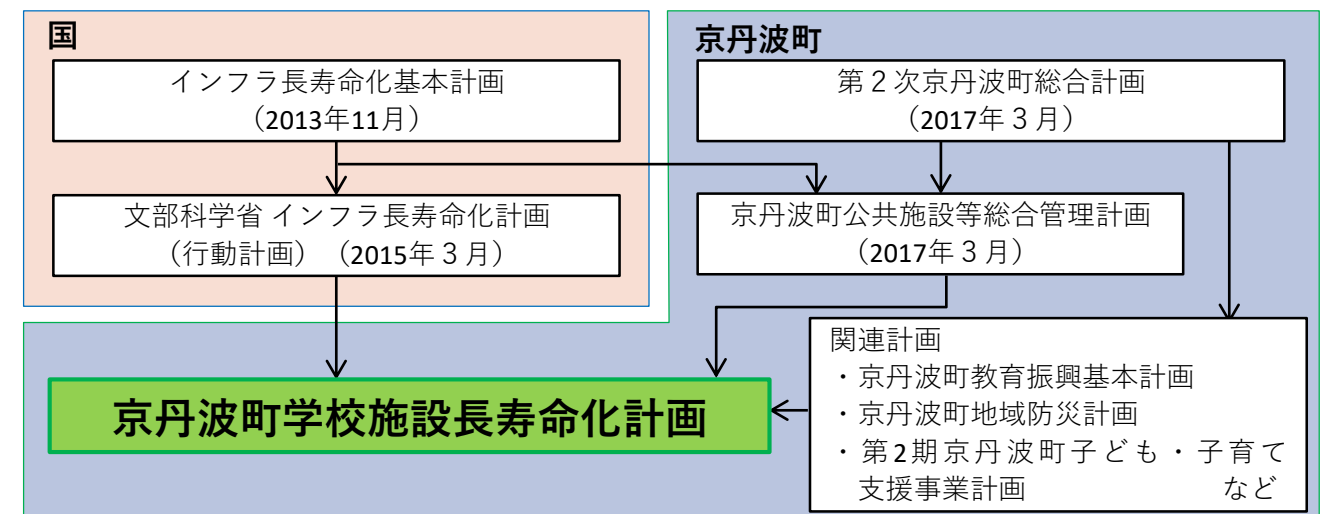 国
インフラ長寿命化基本計画
（2013年11月）
文部科学省 インフラ長寿命化計画
（行動計画）（2015年３月）
京丹波町
第２次京丹波町総合計画
（2017年３月）
京丹波町公共施設等総合管理計画
（2017年３月）
関連計画
・京丹波町教育振興基本計画
・京丹波町地域防災計画
・第2期京丹波町子ども・子育て
支援事業計画 など
京丹波町学校施設長寿命化計画